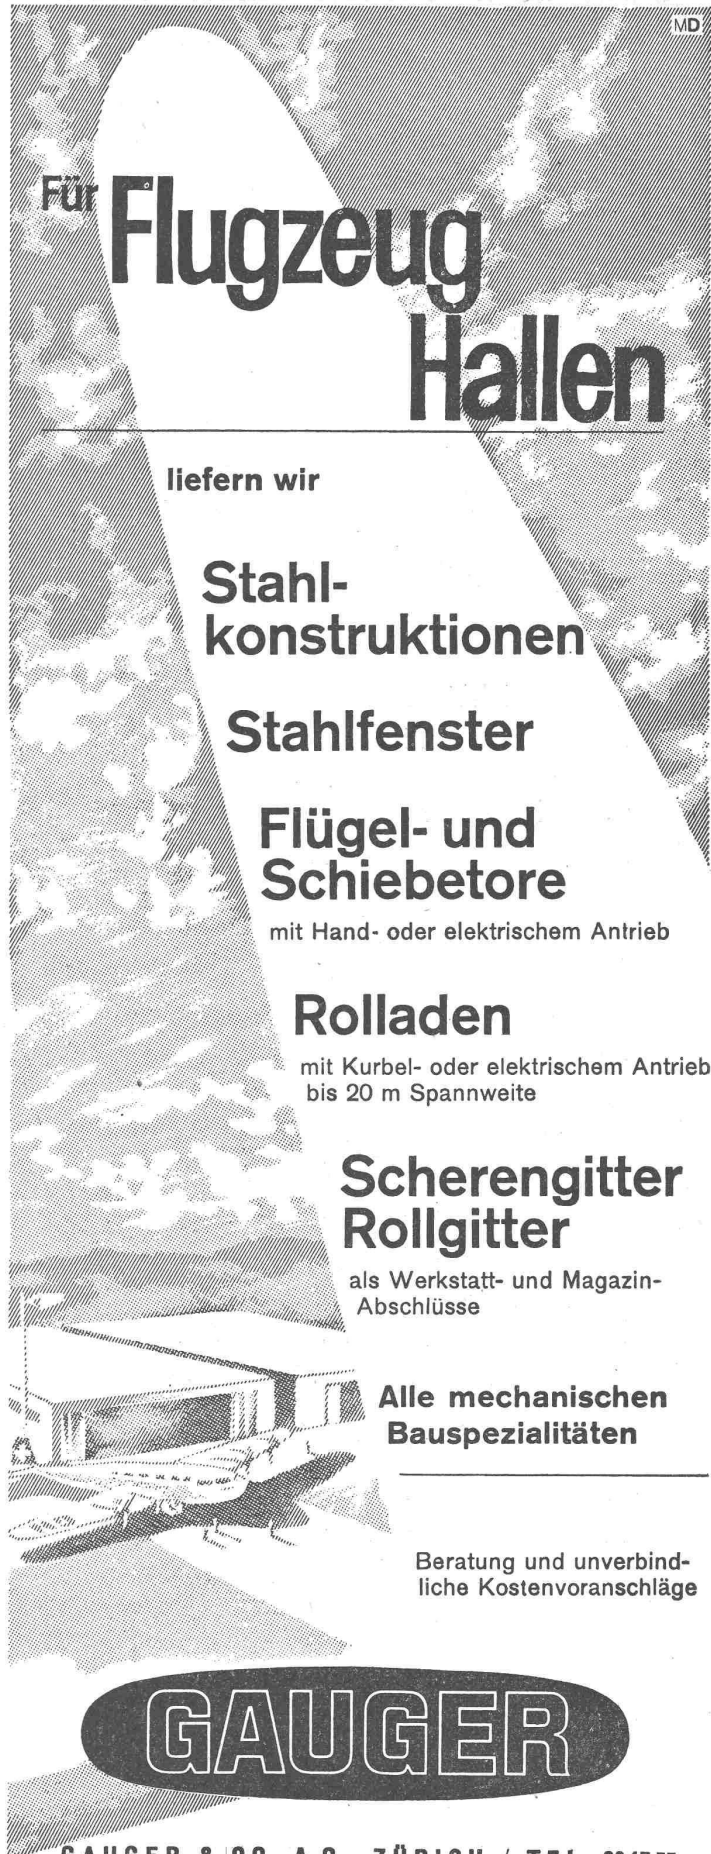 MD
Für Flugzeug
Hallen
liefern wir
Stahl-
konstruktionen
Stahlfenster
Flügel- und
Schiebetore
mit Hand- oder elektrischem Antrieb
Rolladen
mit Kurbel- oder elektrischem Antrieb
bis 20 m Spannweite
Scherengitter
Rollgitter
als Werkstatt- und Magazin-
Abschlüsse
Alle mechanischen
Bauspezialitäten
Beratung und unverbind-
liche Kostenvoranschläge
GAUGER
GAUGER & CO. A.G. ZÜRICH / TEL.